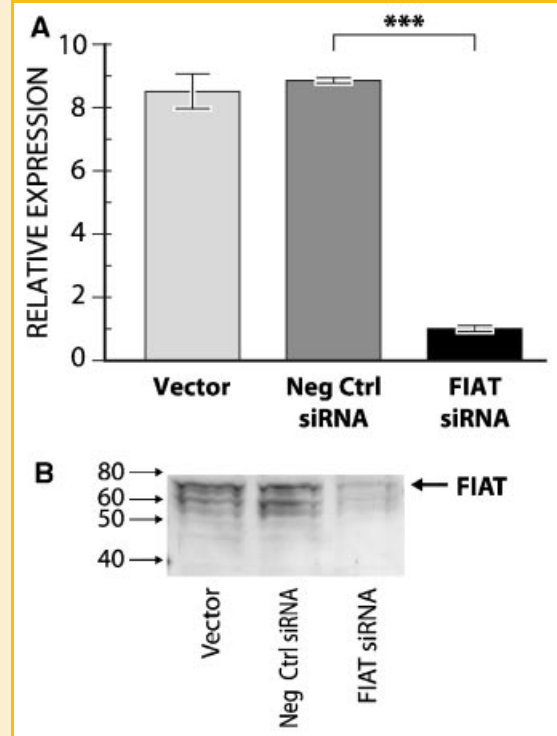 A
***
10
8
6
4
2
0
RELATIVE EXPRESSION
Vector
Neg Ctrl
siRNA
FIAT
siRNA
B
80
60
50
40
FIAT
Vector
Neg Ctrl siRNA
FIAT siRNA